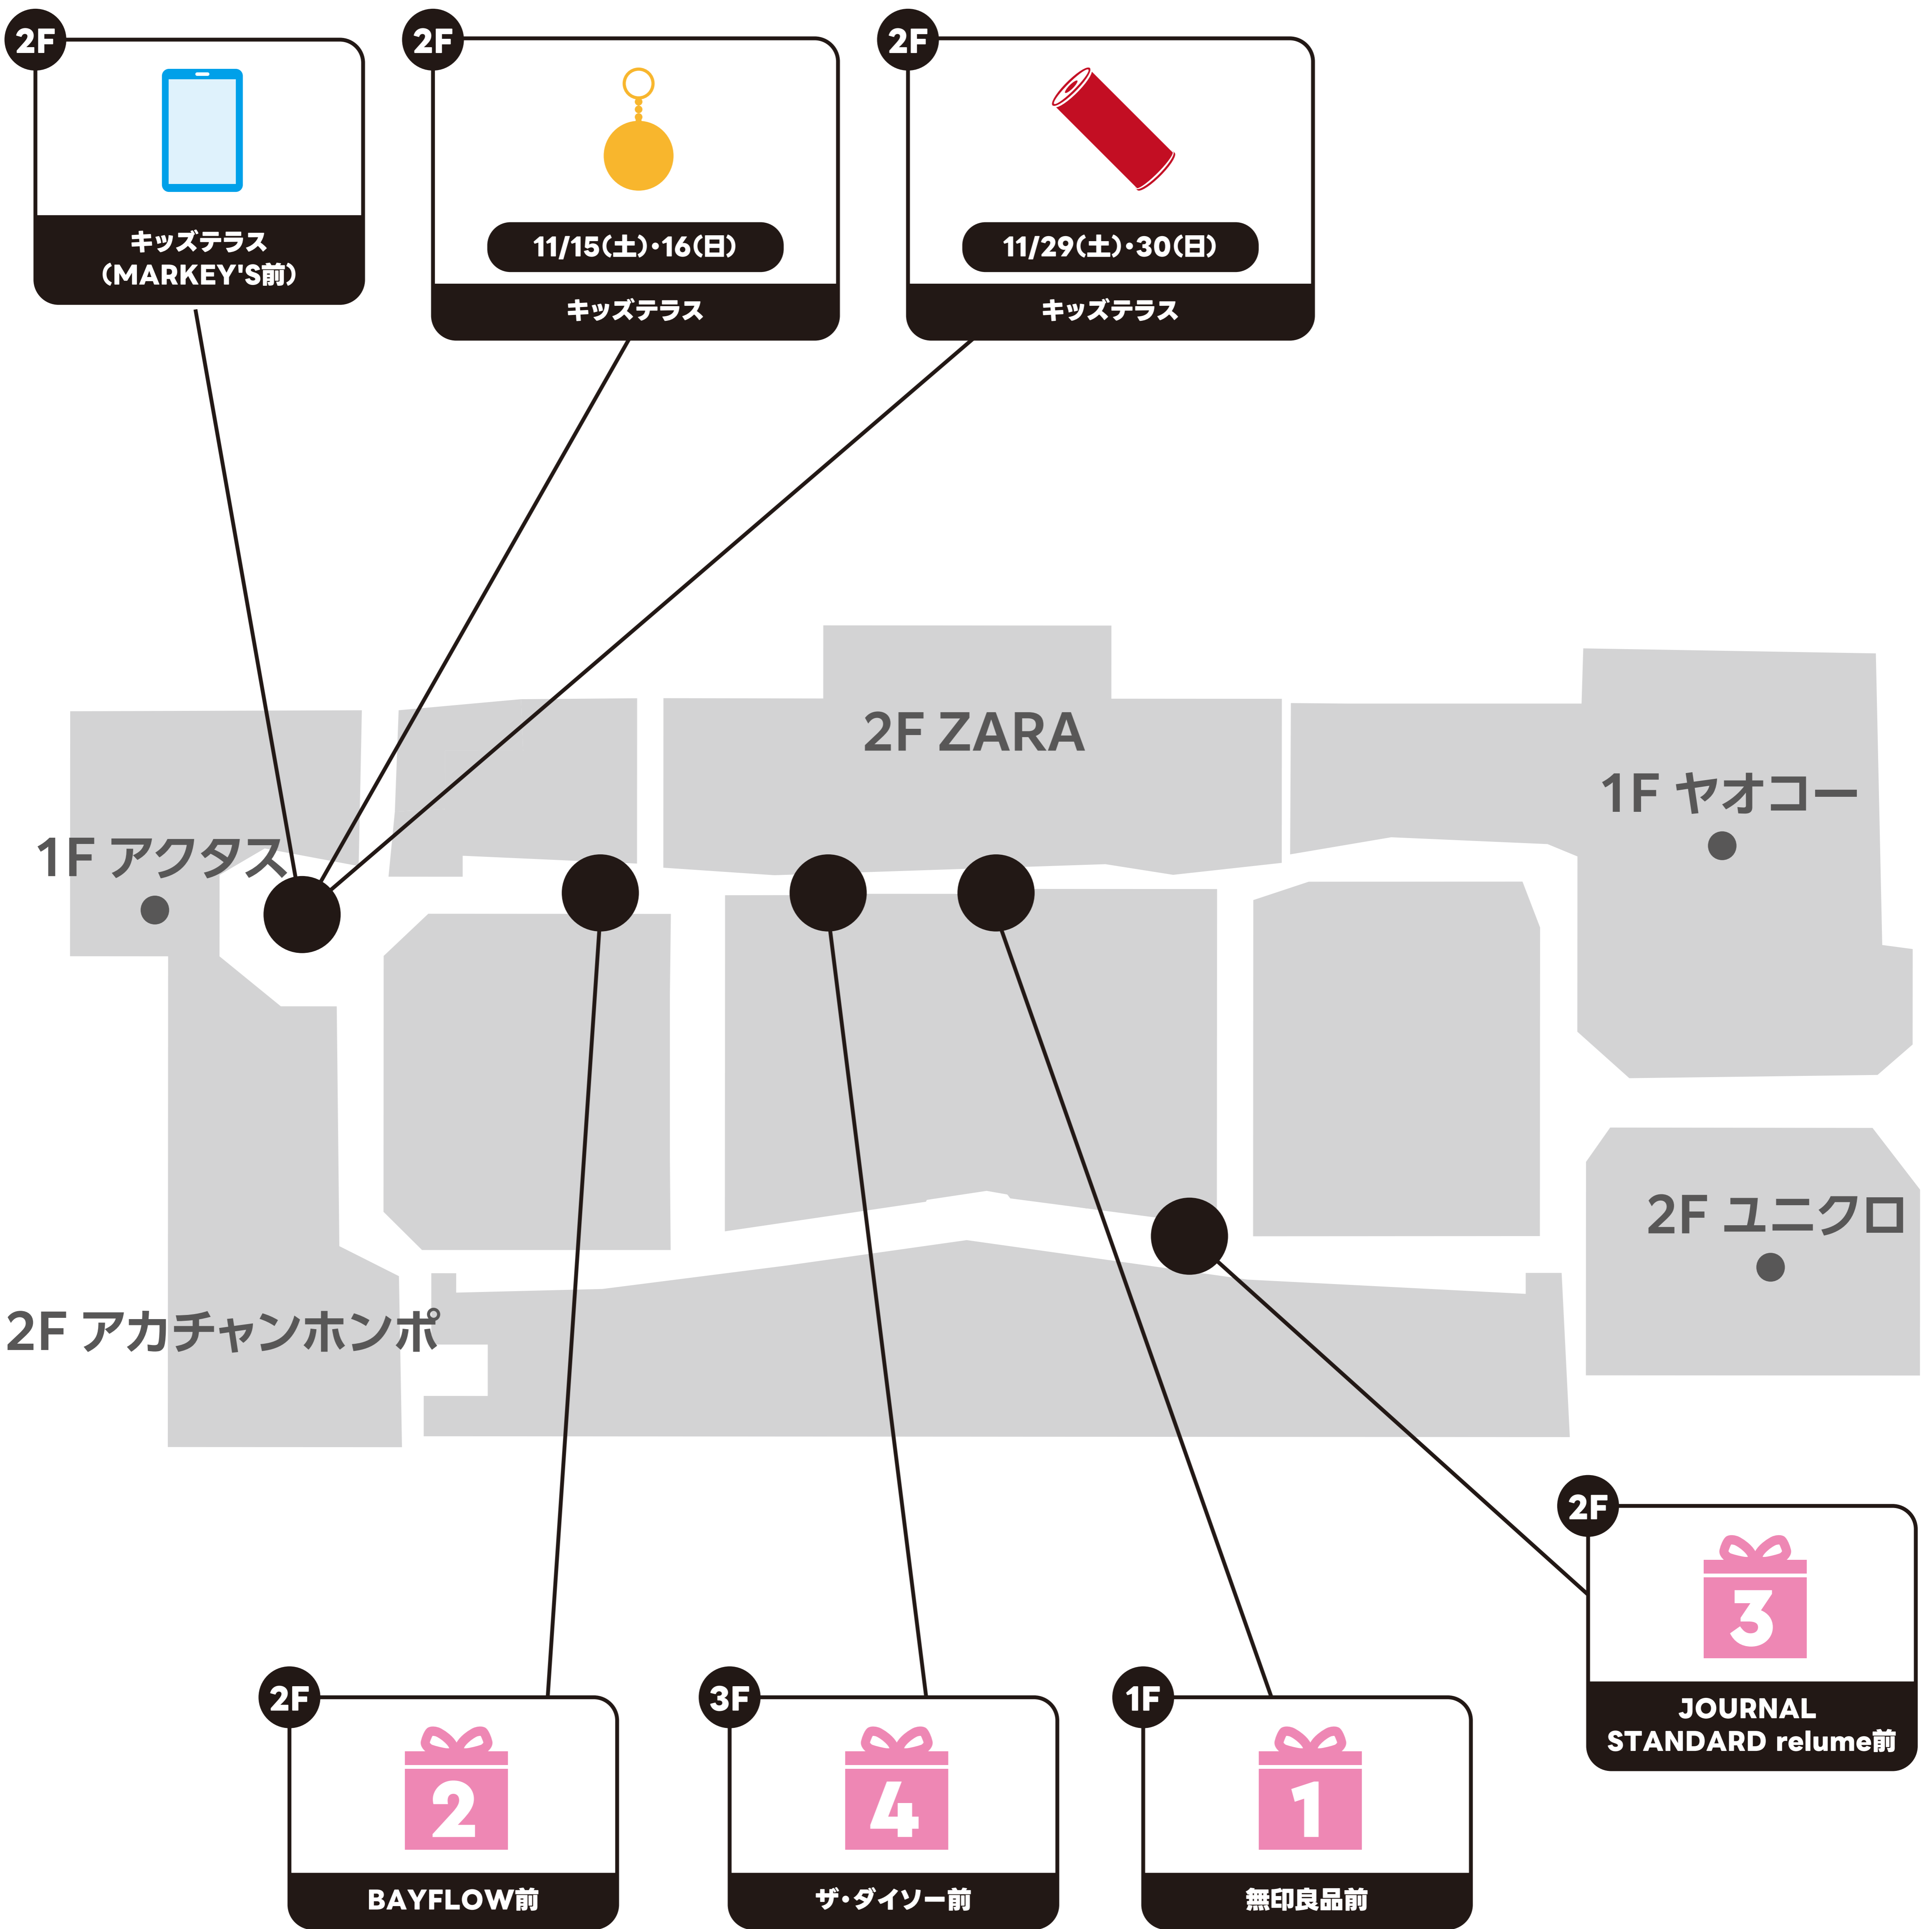 2F
キッズテラス
(MARKEY'S前)
2F
11/15(土)・16(日)
キッズテラス
2F
11/29(土)・30(日)
キッズテラス
2F ZARA
1F ヤオコー
1F アクタス
2F ユニクロ
2F アカチャンホンポ
2F
3
JOURNAL
STANDARD relume前
2F
2
BAYFLOW前
3F
4
ザ・ダイソー前
1F
1
無印良品前